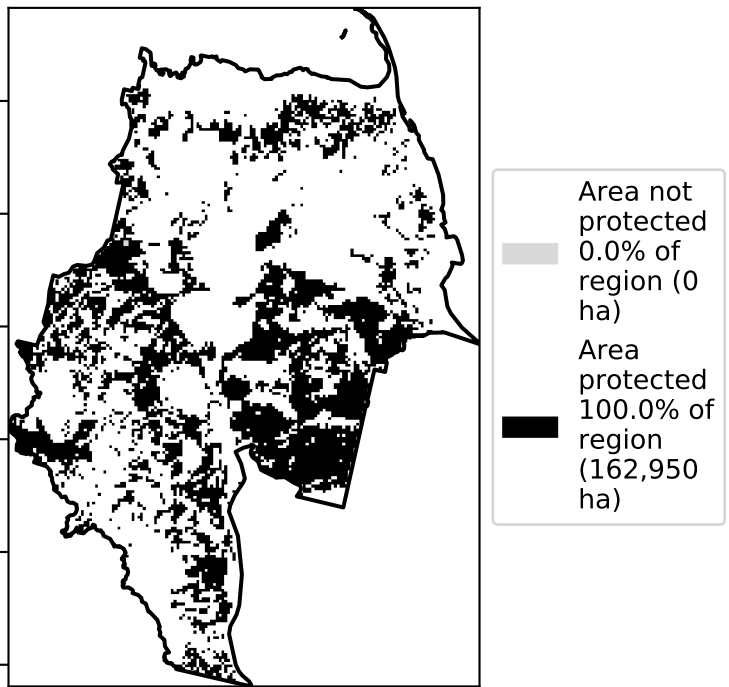 Area not
protected
0.0% of
region (0
ha)
Area
protected
100.0% of
region
(162,950
ha)